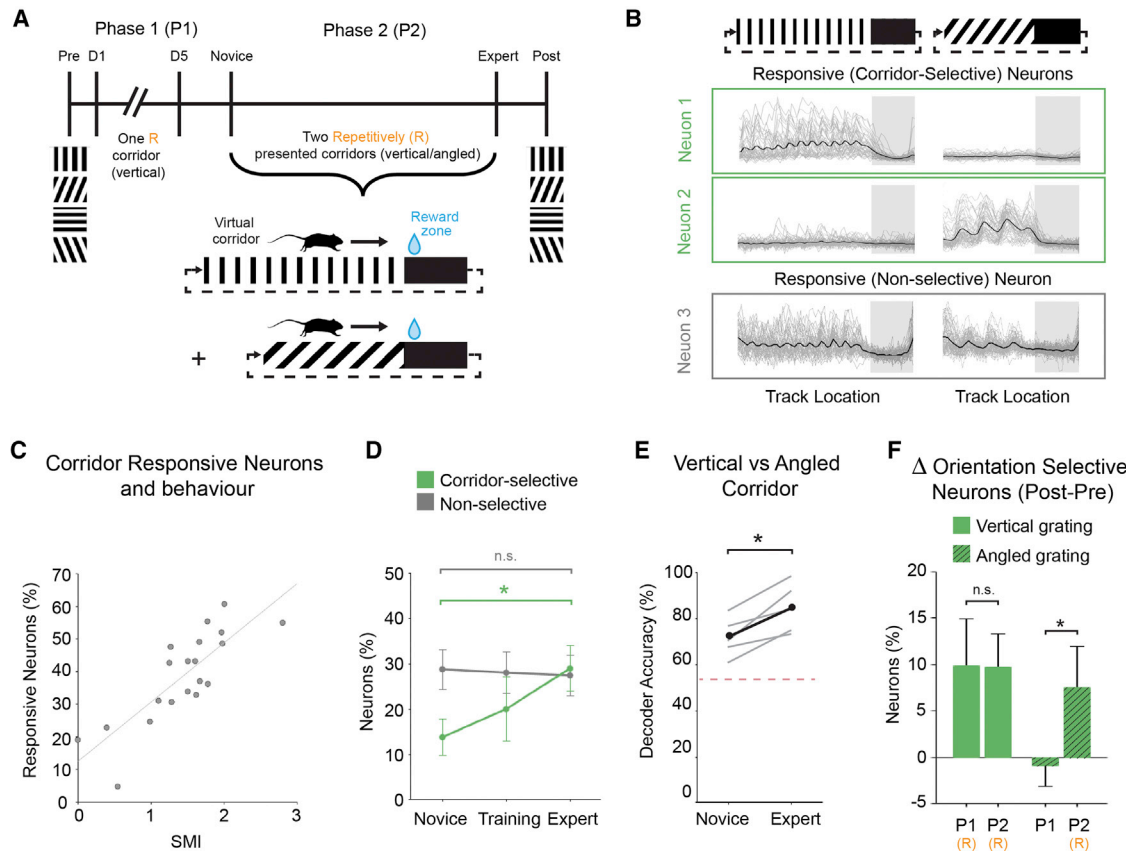 A
Phase 1 (P1)
Phase 2 (P2)
Pre
D1
D5
Novice
Expert
Post
One R
corridor
(vertical)
Two Repetitively (R)
presented corridors (vertical/angled)
Virtual
corridor
Reward
zone
+
B
Responsive (Corridor-Selective) Neurons
Neuon 1
Neuon 2
Responsive (Non-selective) Neuron
Neuon 3
Track Location
Track Location
C
Corridor Responsive Neurons
and behaviour
Responsive Neurons (%)
70
60
50
40
30
20
10
0
0
1
2
3
SMI
D
Corridor-selective
Non-selective
n.s.
*
Neurons (%)
50
40
30
20
10
0
Novice
Training
Expert
E
Vertical vs Angled
Corridor
*
Decoder Accuracy (%)
100
80
60
40
20
0
Novice
Expert
F
Δ Orientation Selective
Neurons (Post-Pre)
Vertical grating
Angled grating
n.s.
*
Neurons (%)
20
15
10
5
0
-5
P1
P2
P1
P2
(R)
(R)
(R)